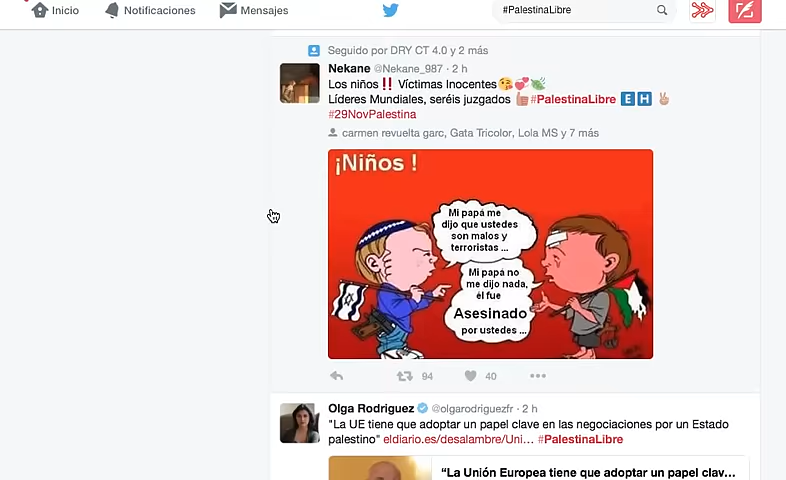 Inicio
Notificaciones
Mensajes
#PalestinaLibre
Seguido por DRY CT 4.0 y 2 más
Nekane @Nekane_987 · 2 h
Los niños‼️ Víctimas Inocentes😘💞🍃
Líderes Mundiales, seréis juzgados #PalestinaLibre E H ✌
#29NovPalestina
carmen revuelta garc, Gata Tricolor, Lola MS y 7 más
¡Niños !
Mi papá me
dijo que ustedes
son malos y
terroristas ...
Mi papá no
me dijo nada,
él fue
Asesinado
por ustedes ...
94
40
Olga Rodriguez @olgarodriguezfr · 2 h
"La UE tiene que adoptar un papel clave en las negociaciones por un Estado
palestino" eldiario.es/desalambre/Uni... #PalestinaLibre
“La Unión Europea tiene que adoptar un papel clav...